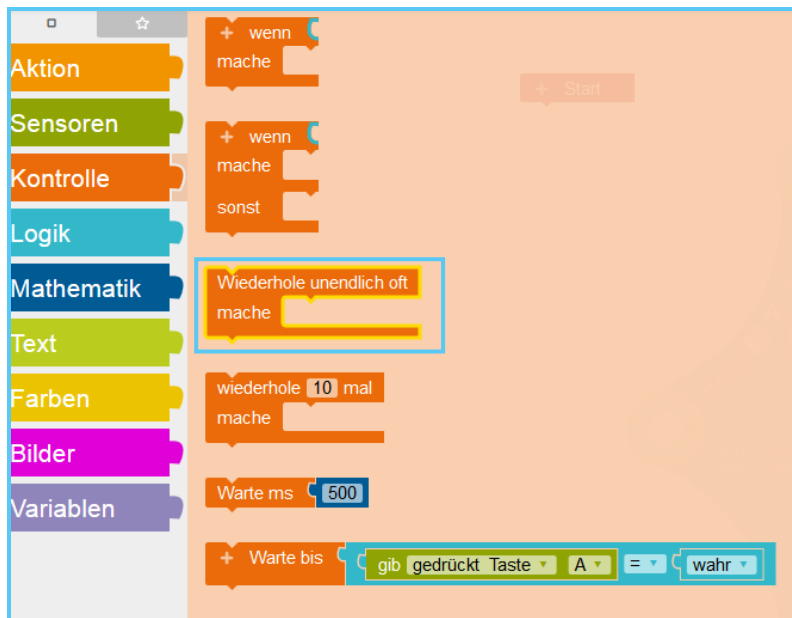 Aktion
Sensoren
Kontrolle
Logik
Mathematik
Text
Farben
Bilder
Variablen
+ wenn
mache
+ Start
+ wenn
mache
sonst
Wiederhole unendlich oft
mache
wiederhole 10 mal
mache
Warte ms 500
+ Warte bis gib gedrückt Taste A = wahr